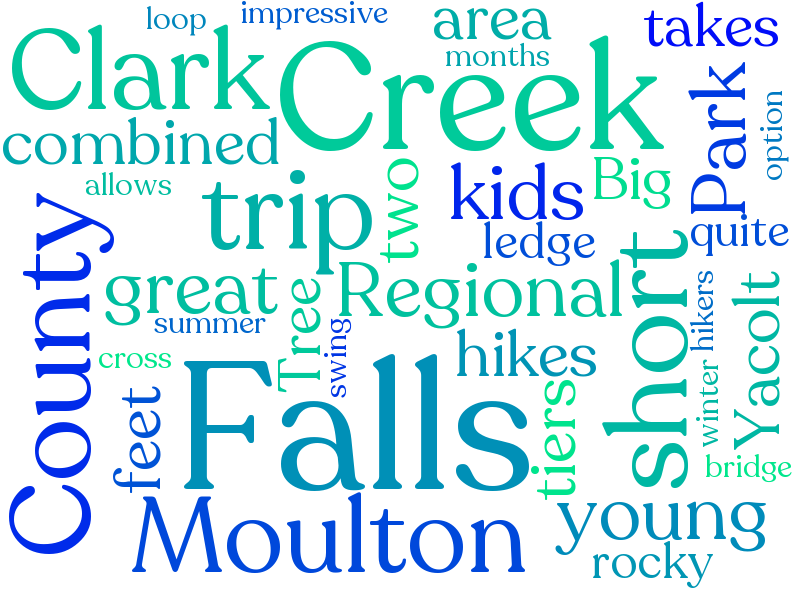 loop
impressive
area
takes
Clark
Creek
months
Park
option
combined
allows
trip
two
kids
Big
ledge
quite
County
great
Tree
Regional
short
hikers
Yacolt
summer
swing
cross
hikes
feet
Falls
tiers
winter
bridge
Moulton
young
rocky